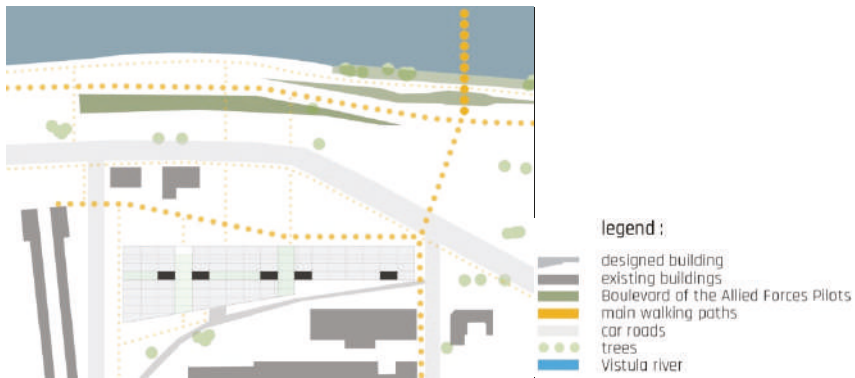 legend :
designed building
existing buildings
Boulevard of the Allied Forces Pilots
main walking paths
car roads
trees
Vistula river